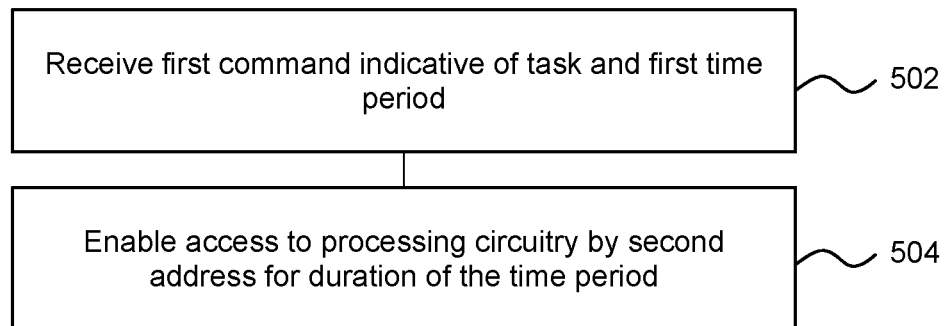 Receive first command indicative of task and first time
period
502
Enable access to processing circuitry by second
address for duration of the time period
504